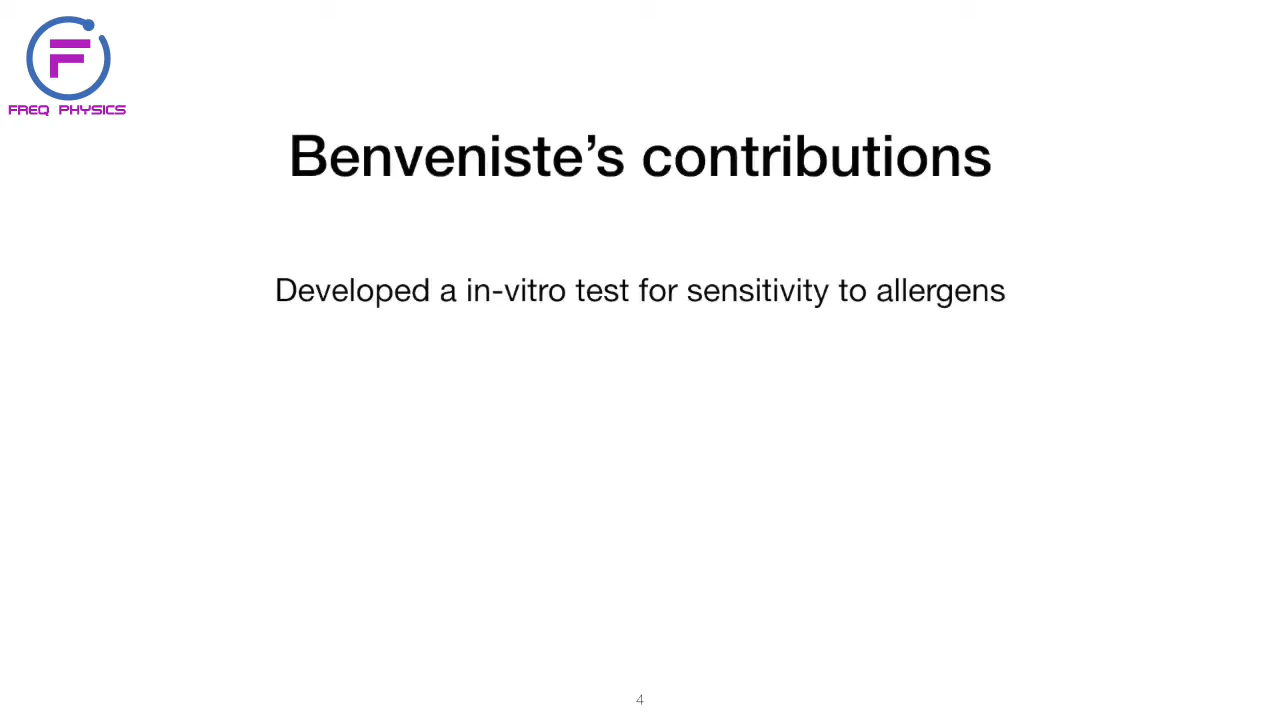 F
FREQ PHYSICS
Benveniste’s contributions
Developed a in-vitro test for sensitivity to allergens
4